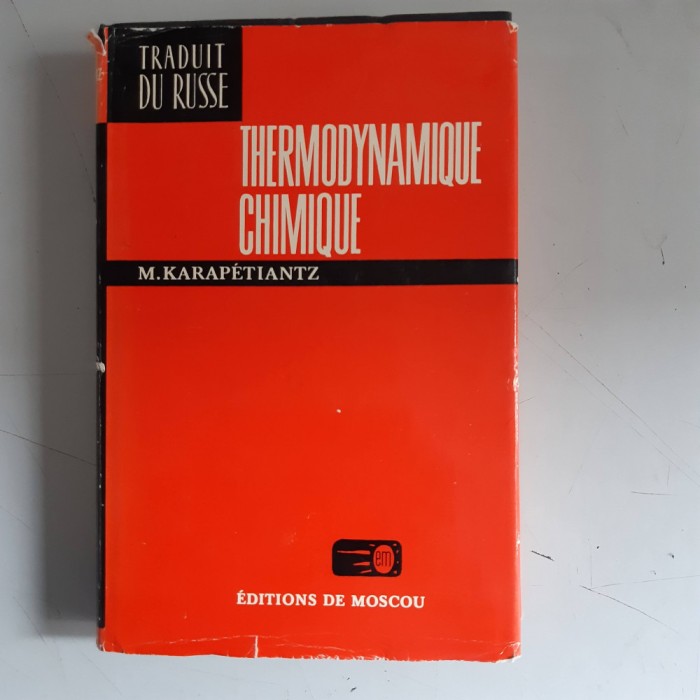 TRADUIT
DU RUSSE
THERMODYNAMIQUE
CHIMIQUE
M. KARAPÉTIANTZ
em
ÉDITIONS DE MOSCOU